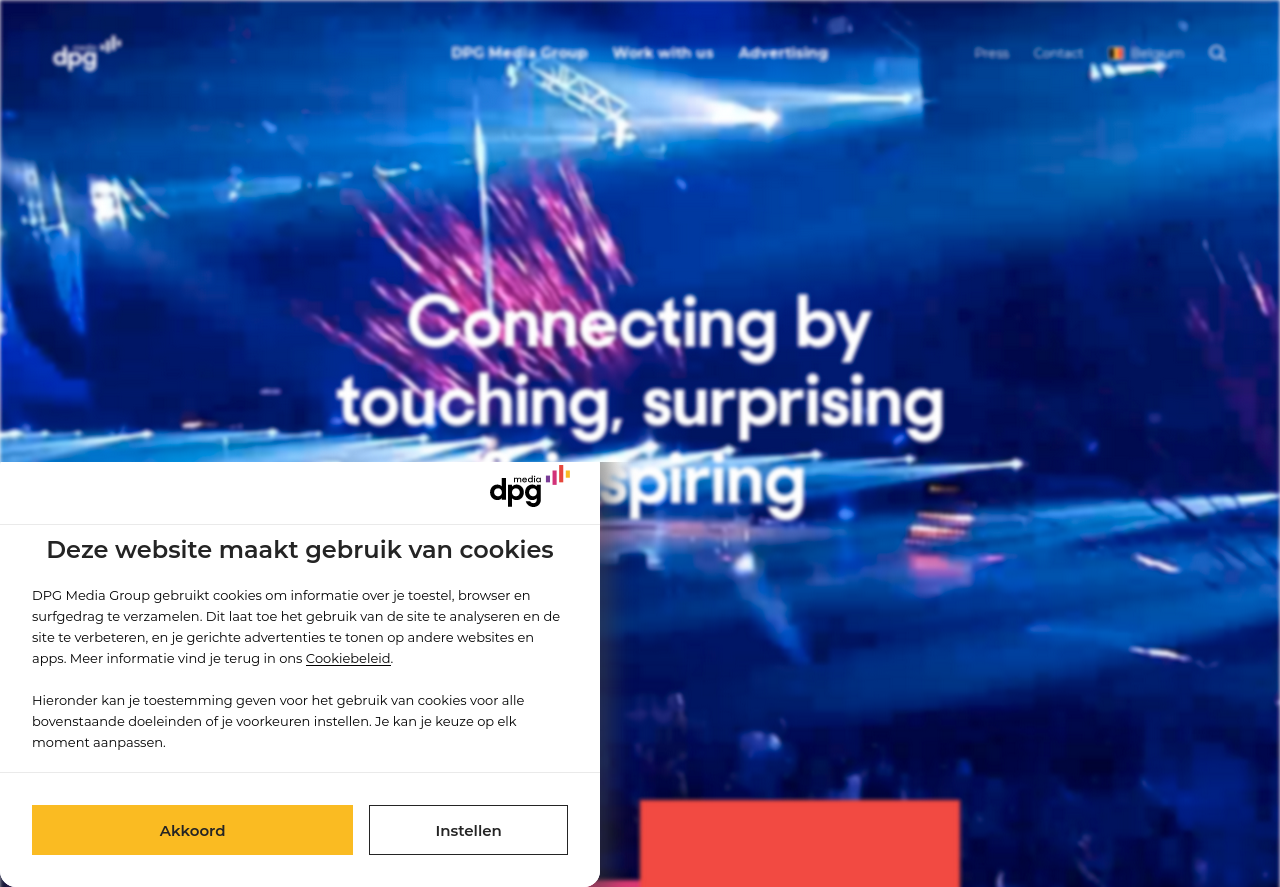 media
dpg
DPG Media Group
Work with us
Advertising
Press
Contact
Belgium
Connecting by
touching, surprising
spiring
media
dpg
Deze website maakt gebruik van cookies
DPG Media Group gebruikt cookies om informatie over je toestel, browser en
surfgedrag te verzamelen. Dit laat toe het gebruik van de site te analyseren en de
site te verbeteren, en je gerichte advertenties te tonen op andere websites en
apps. Meer informatie vind je terug in ons Cookiebeleid.
Hieronder kan je toestemming geven voor het gebruik van cookies voor alle
bovenstaande doeleinden of je voorkeuren instellen. Je kan je keuze op elk
moment aanpassen.
Akkoord
Instellen